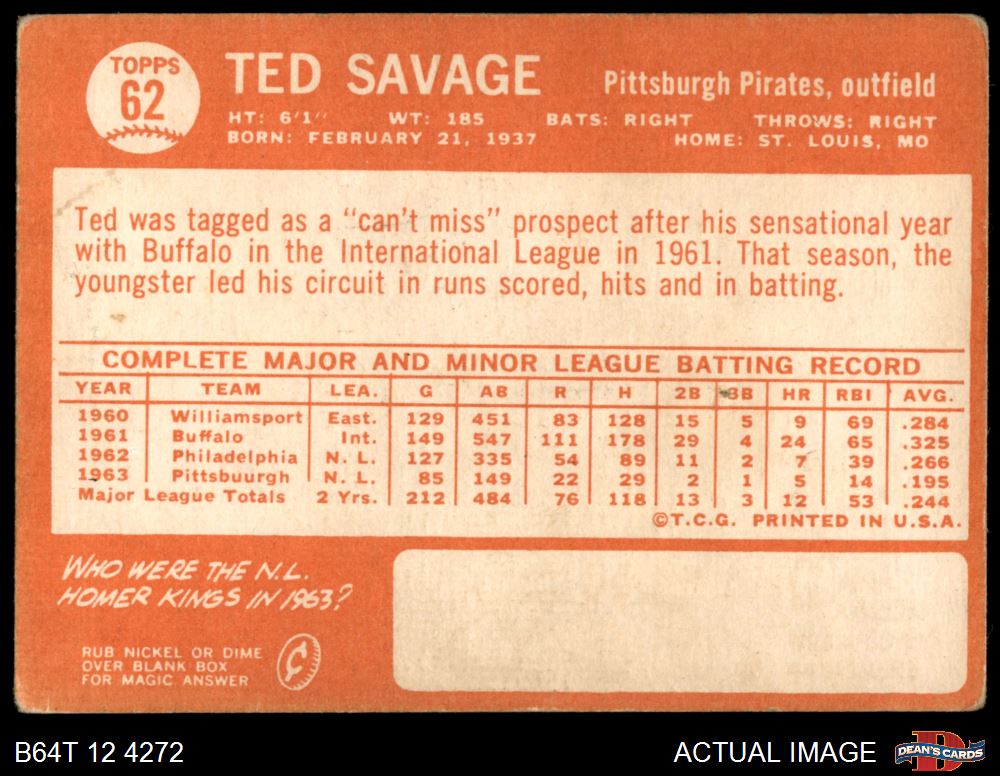 TOPPS
62
TED SAVAGE
Pittsburgh Pirates, outfield
HT: 6'1" WT: 185 BATS: RIGHT THROWS: RIGHT
BORN: FEBRUARY 21, 1937 HOME: ST. LOUIS, MO
Ted was tagged as a "can't miss" prospect after his sensational year
with Buffalo in the International League in 1961. That season, the
youngster led his circuit in runs scored, hits and in batting.
COMPLETE MAJOR AND MINOR LEAGUE BATTING RECORD
YEAR TEAM LEA. G AB R H 2B 3B HR RBI AVG.
1960 Williamsport East. 129 451 83 128 15 5 9 69 .284
1961 Buffalo Int. 149 547 111 178 29 4 24 65 .325
1962 Philadelphia N. L. 127 335 54 89 11 2 7 39 .266
1963 Pittsbuurgh N. L. 85 149 22 29 2 1 5 14 .195
Major League Totals 2 Yrs. 212 484 76 118 13 3 12 53 .244
©T.C.G. PRINTED IN U.S.A.
WHO WERE THE N.L.
HOMER KINGS IN 1963?
RUB NICKEL OR DIME
OVER BLANK BOX
FOR MAGIC ANSWER
¢
B64T 12 4272
ACTUAL IMAGE
D
DEAN'S CARDS